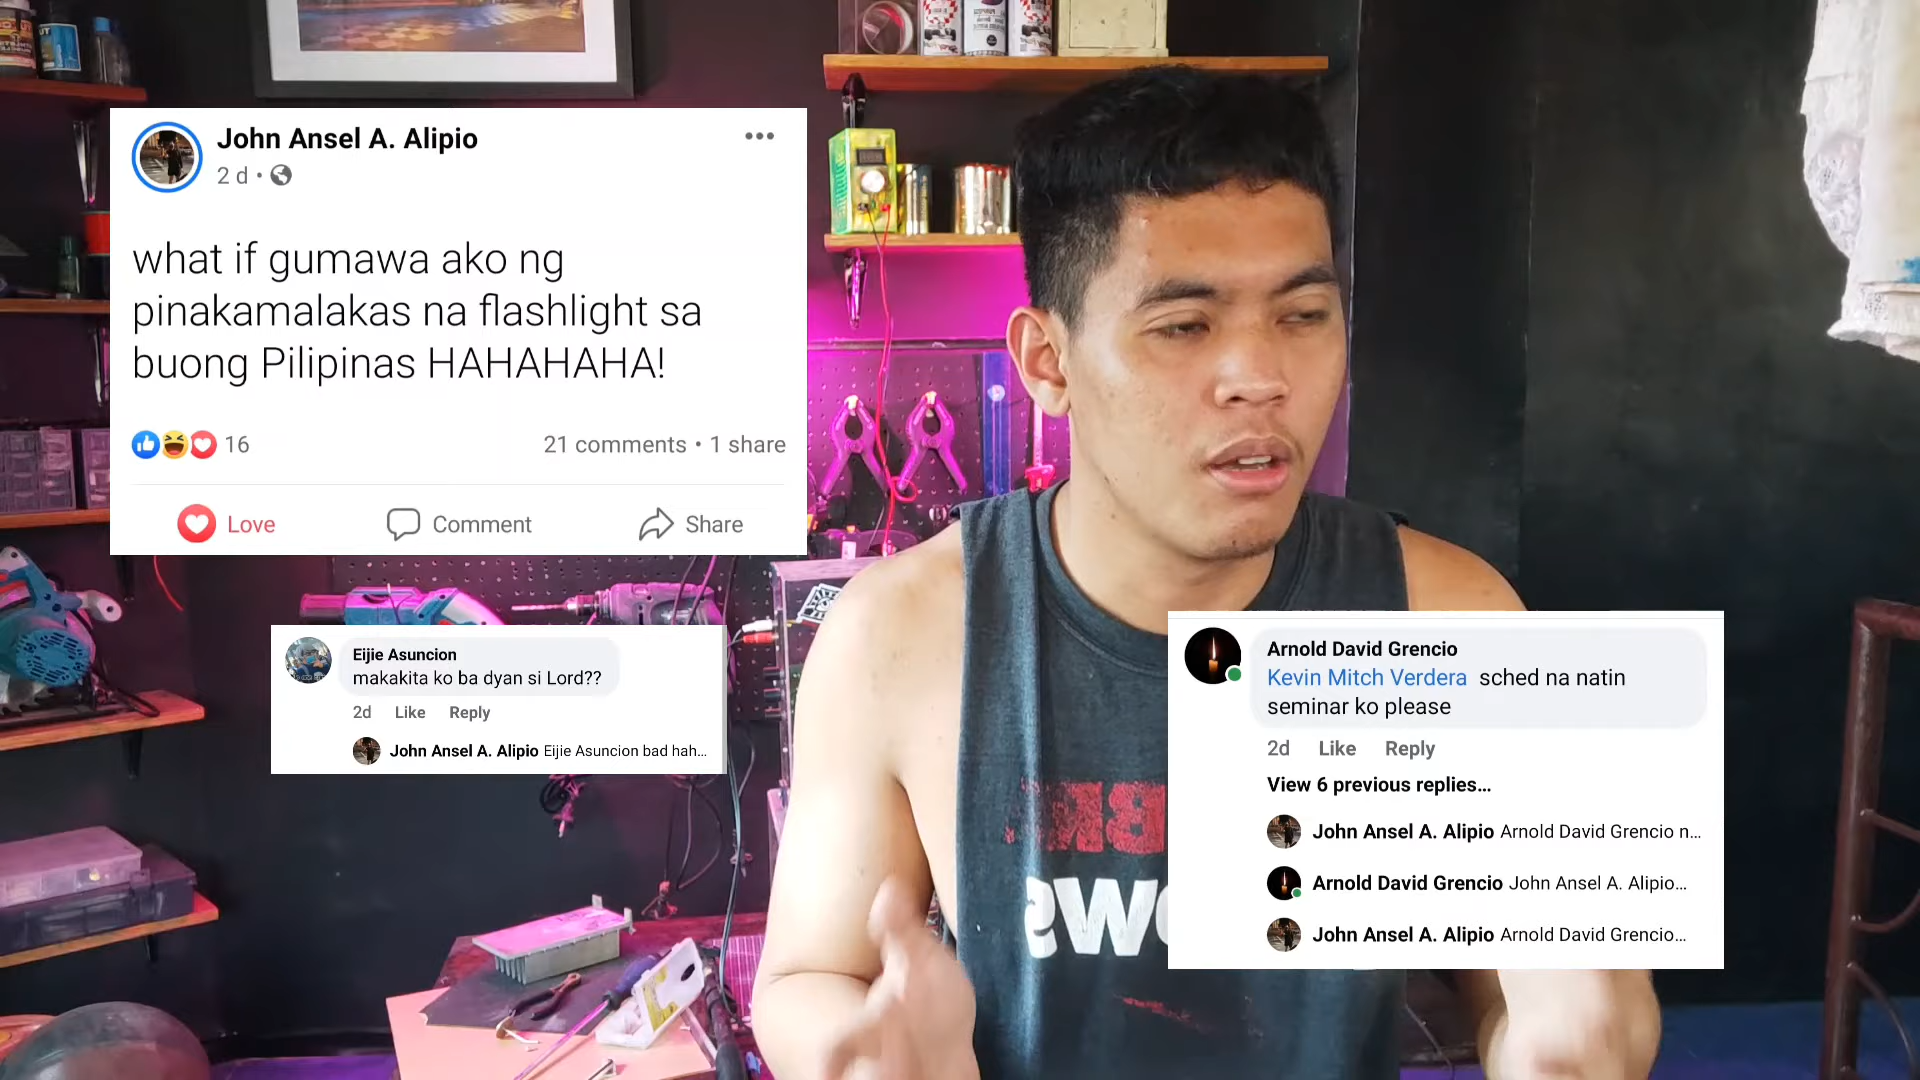 John Ansel A. Alipio
2 d •
what if gumawa ako ng
pinakamalakas na flashlight sa
buong Pilipinas HAHAHAHA!
16
21 comments • 1 share
Love
Comment
Share
Eijie Asuncion
makakita ko ba dyan si Lord??
2d Like Reply
John Ansel A. Alipio Eijie Asuncion bad hah...
Arnold David Grencio
Kevin Mitch Verdera sched na natin
seminar ko please
2d Like Reply
View 6 previous replies...
John Ansel A. Alipio Arnold David Grencio n...
Arnold David Grencio John Ansel A. Alipio...
John Ansel A. Alipio Arnold David Grencio...